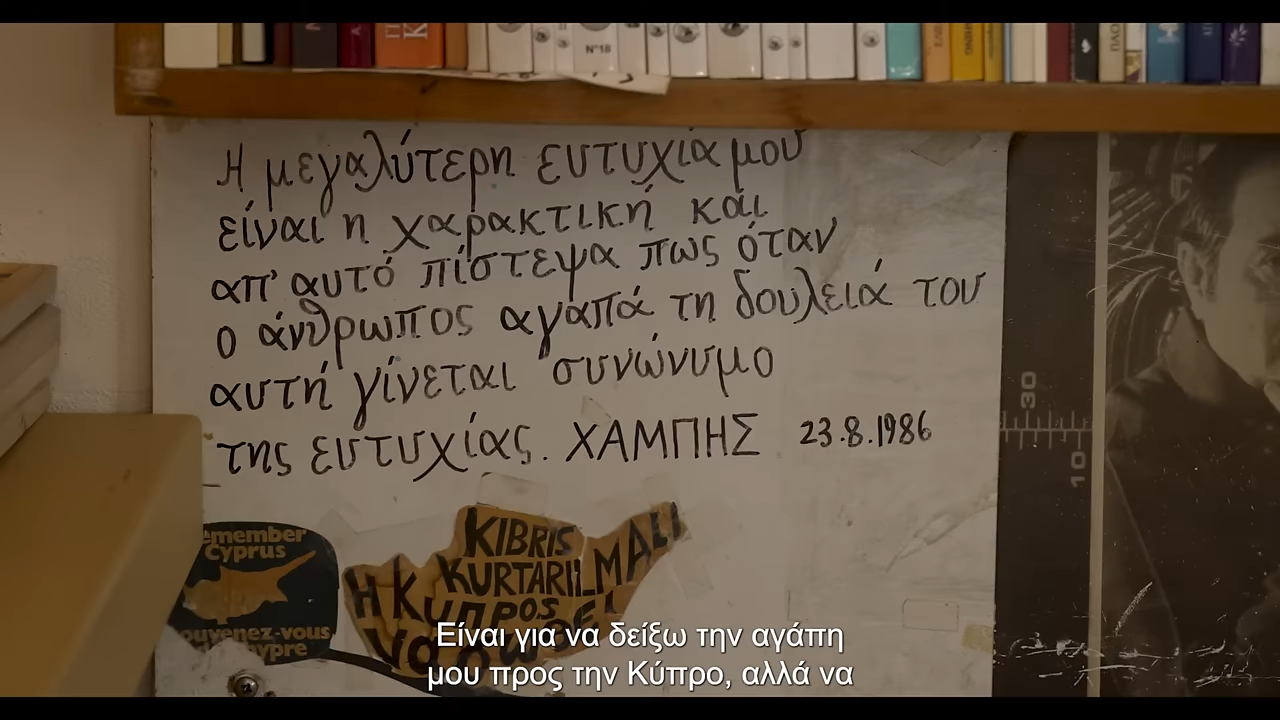 Νº18
Η μεγαλύτερη ευτυχία μου
είναι η χαρακτική και
απ' αυτό πίστεψα πως όταν
ο άνθρωπος αγαπά τη δουλειά του
αυτή γίνεται συνώνυμο
της ευτυχίας. ΧΑΜΠΗΣ 23.8.1986
30
10
emember
Cyprus
ouvenez-vous
KIBRIS
KURTARILMALI
Η ΚυΠΡΟΣ
Είναι για να δείξω την αγάπη
μου προς την Κύπρο, αλλά να